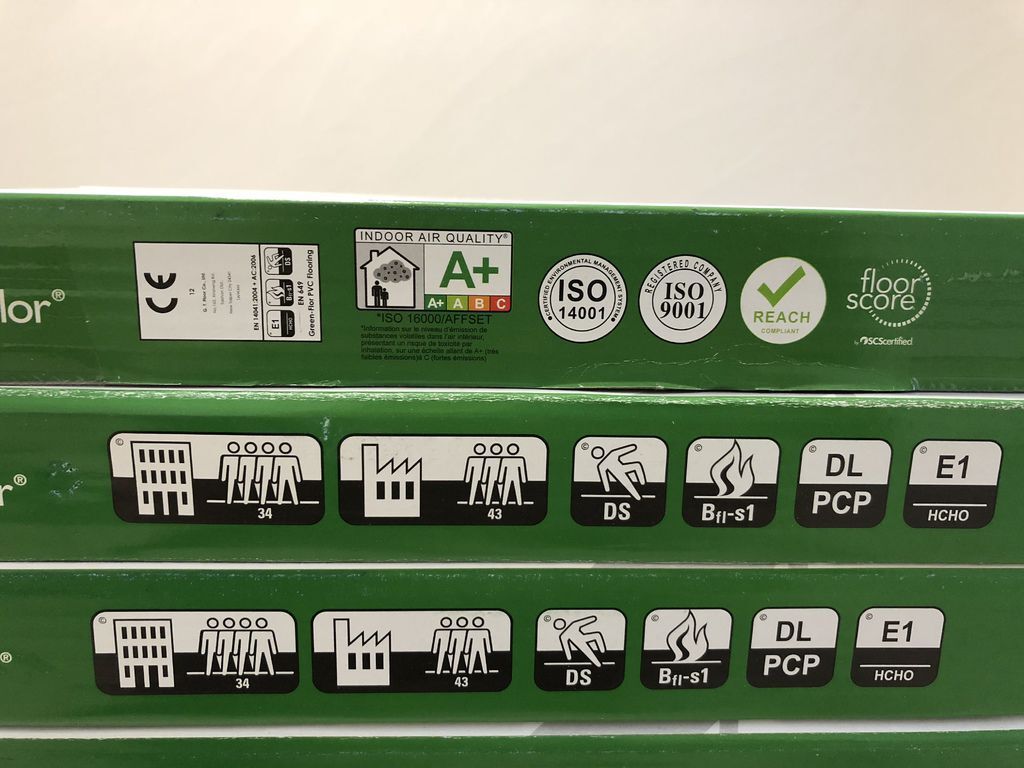 lor®
CE
12
G. T. Floor Co., Ltd
EN 14041:2004 + AC:2006
DS
Bfl-s1
E1
HCHO
EN 649
Green-Flor PVC Flooring
INDOOR AIR QUALITY®
A+
A+ A B C
*ISO 16000/AFFSET
*Information sur le niveau d'émission de
substances volatiles dans l'air intérieur,
présentant un risque de toxicité par
inhalation, sur une échelle allant de A+ (très
faibles émissions)à C (fortes émissions)
CERTIFIED ENVIRONMENTAL MANAGEMENT SYSTEM
ISO
14001
REGISTERED COMPANY
ISO
9001
REACH
COMPLIANT
floor
score
by SCScertified
r®
© 34
© 43
© DS
© Bfl-s1
© DL
PCP
© E1
HCHO
®
© 34
© 43
© DS
© Bfl-s1
© DL
PCP
© E1
HCHO